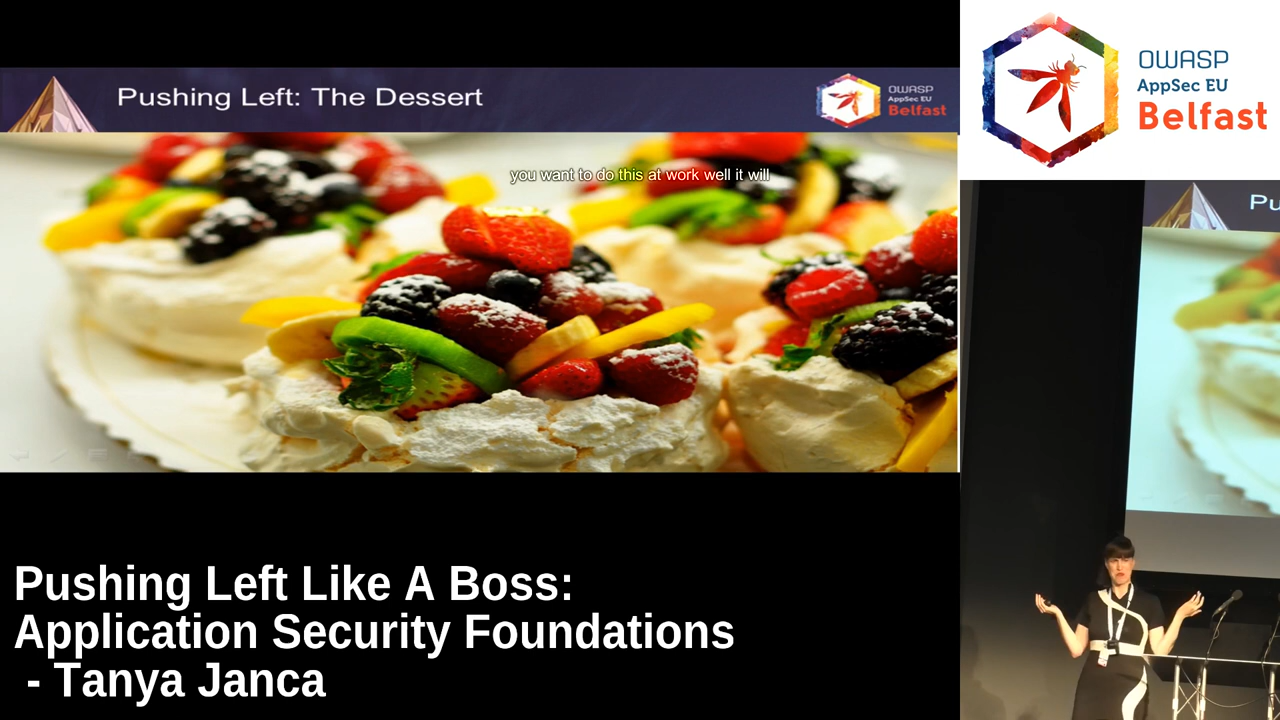 Pushing Left: The Dessert
OWASP
AppSec EU
Belfast
you want to do this at work well it will
OWASP
AppSec EU
Belfast
Pu
Pushing Left Like A Boss:
Application Security Foundations
- Tanya Janca